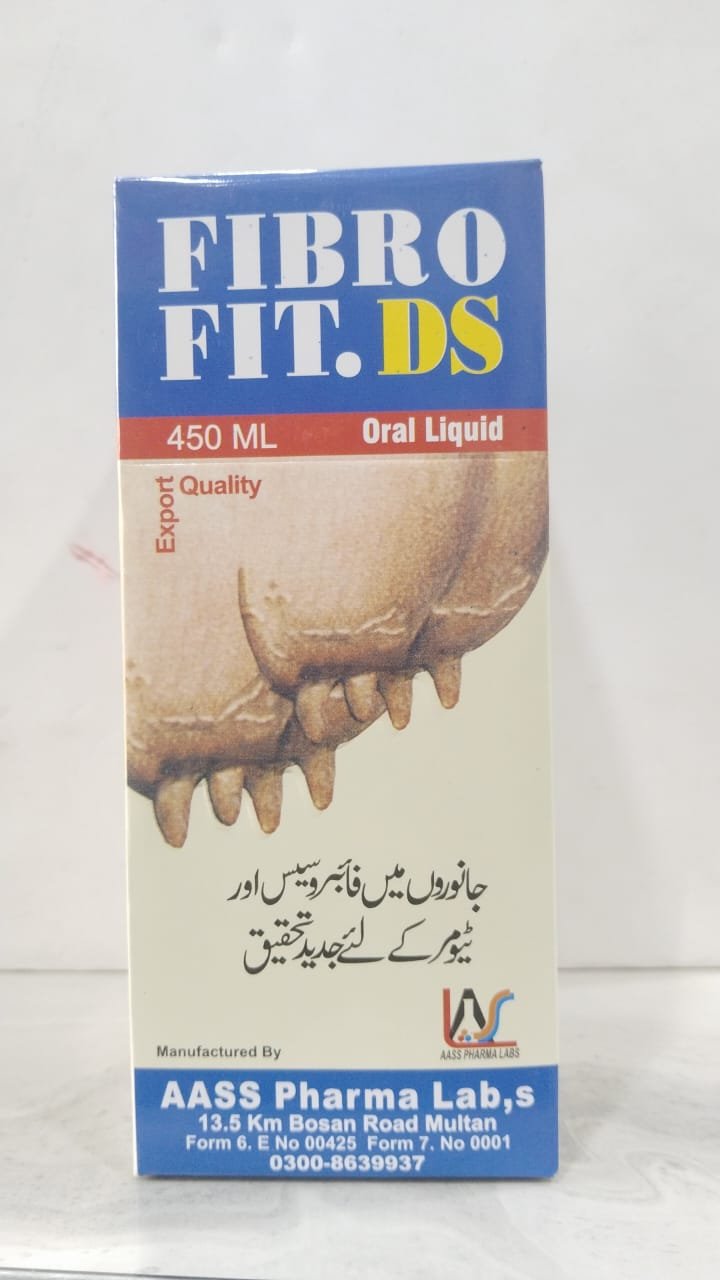 FIBRO
FIT.DS
450 ML Oral Liquid
Export Quality
جانوروں میں فائبروسیس اور
ٹیومر کے لئے جدید تحقیق
AASS PHARMA LABS
Manufactured By
AASS Pharma Lab,s
13.5 Km Bosan Road Multan
Form 6. E No 00425 Form 7. No 0001
0300-8639937